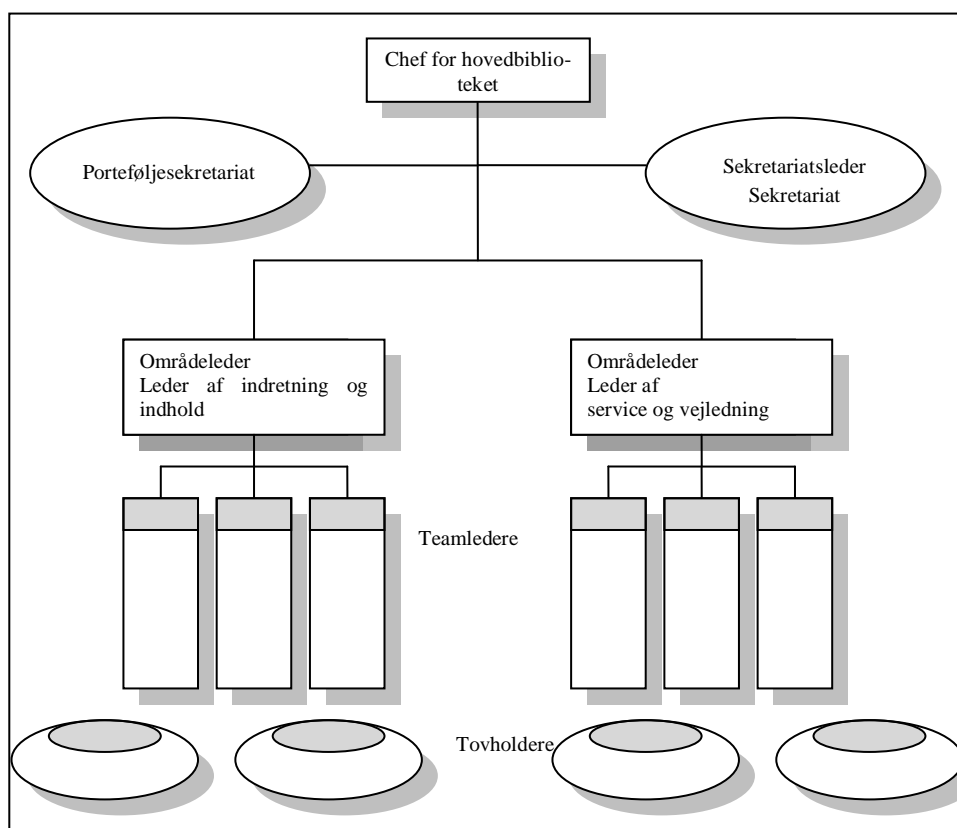 Chef for hovedbiblio-
teket
Porteføljesekretariat
Sekretariatsleder
Sekretariat
Områdeleder
Leder af indretning og
indhold
Områdeleder
Leder af
service og vejledning
Teamledere
Tovholdere